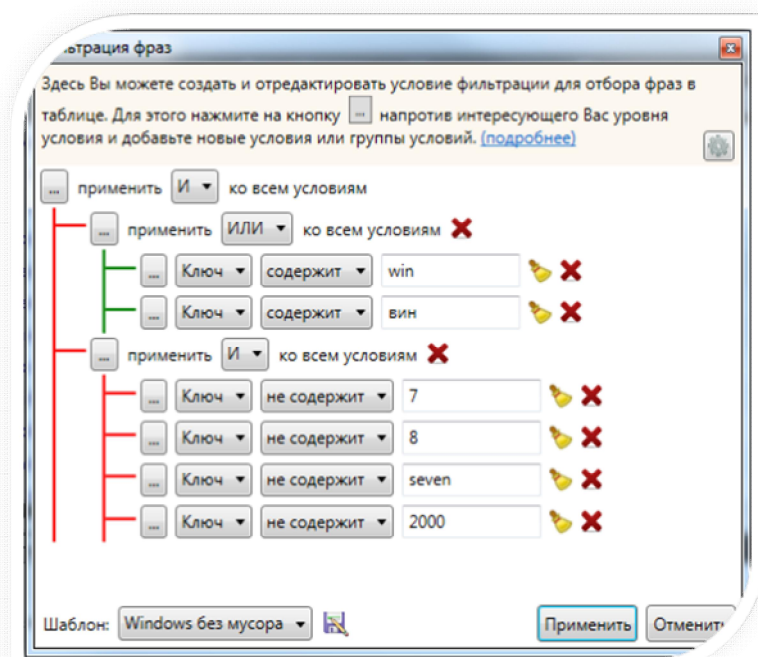 льтрация фраз
Здесь Вы можете создать и отредактировать условие фильтрации для отбора фраз в
таблице. Для этого нажмите на кнопку ... напротив интересующего Вас уровня
условия и добавьте новые условия или группы условий. (подробнее)
... применить И ко всем условиям
... применить ИЛИ ко всем условиям
... Ключ содержит win
... Ключ содержит вин
... применить И ко всем условиям
... Ключ не содержит 7
... Ключ не содержит 8
... Ключ не содержит seven
... Ключ не содержит 2000
Шаблон: Windows без мусора Применить Отменить